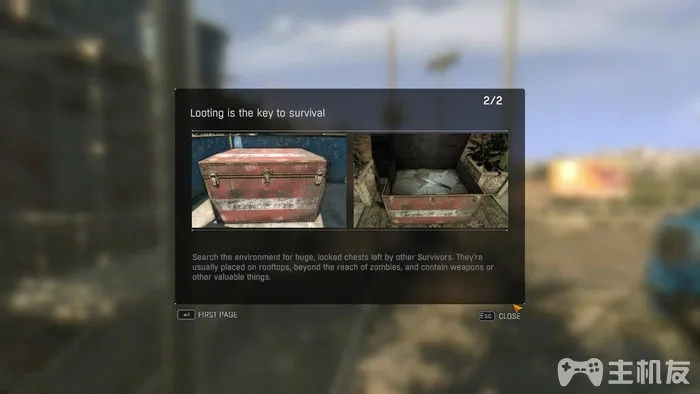 2/2
Looting is the key to survival
Search the environment for huge, locked chests left by other Survivors. They're
usually placed on rooftops, beyond the reach of zombies, and contain weapons or
other valuable things.
FIRST PAGE
Esc CLOSE
主机友